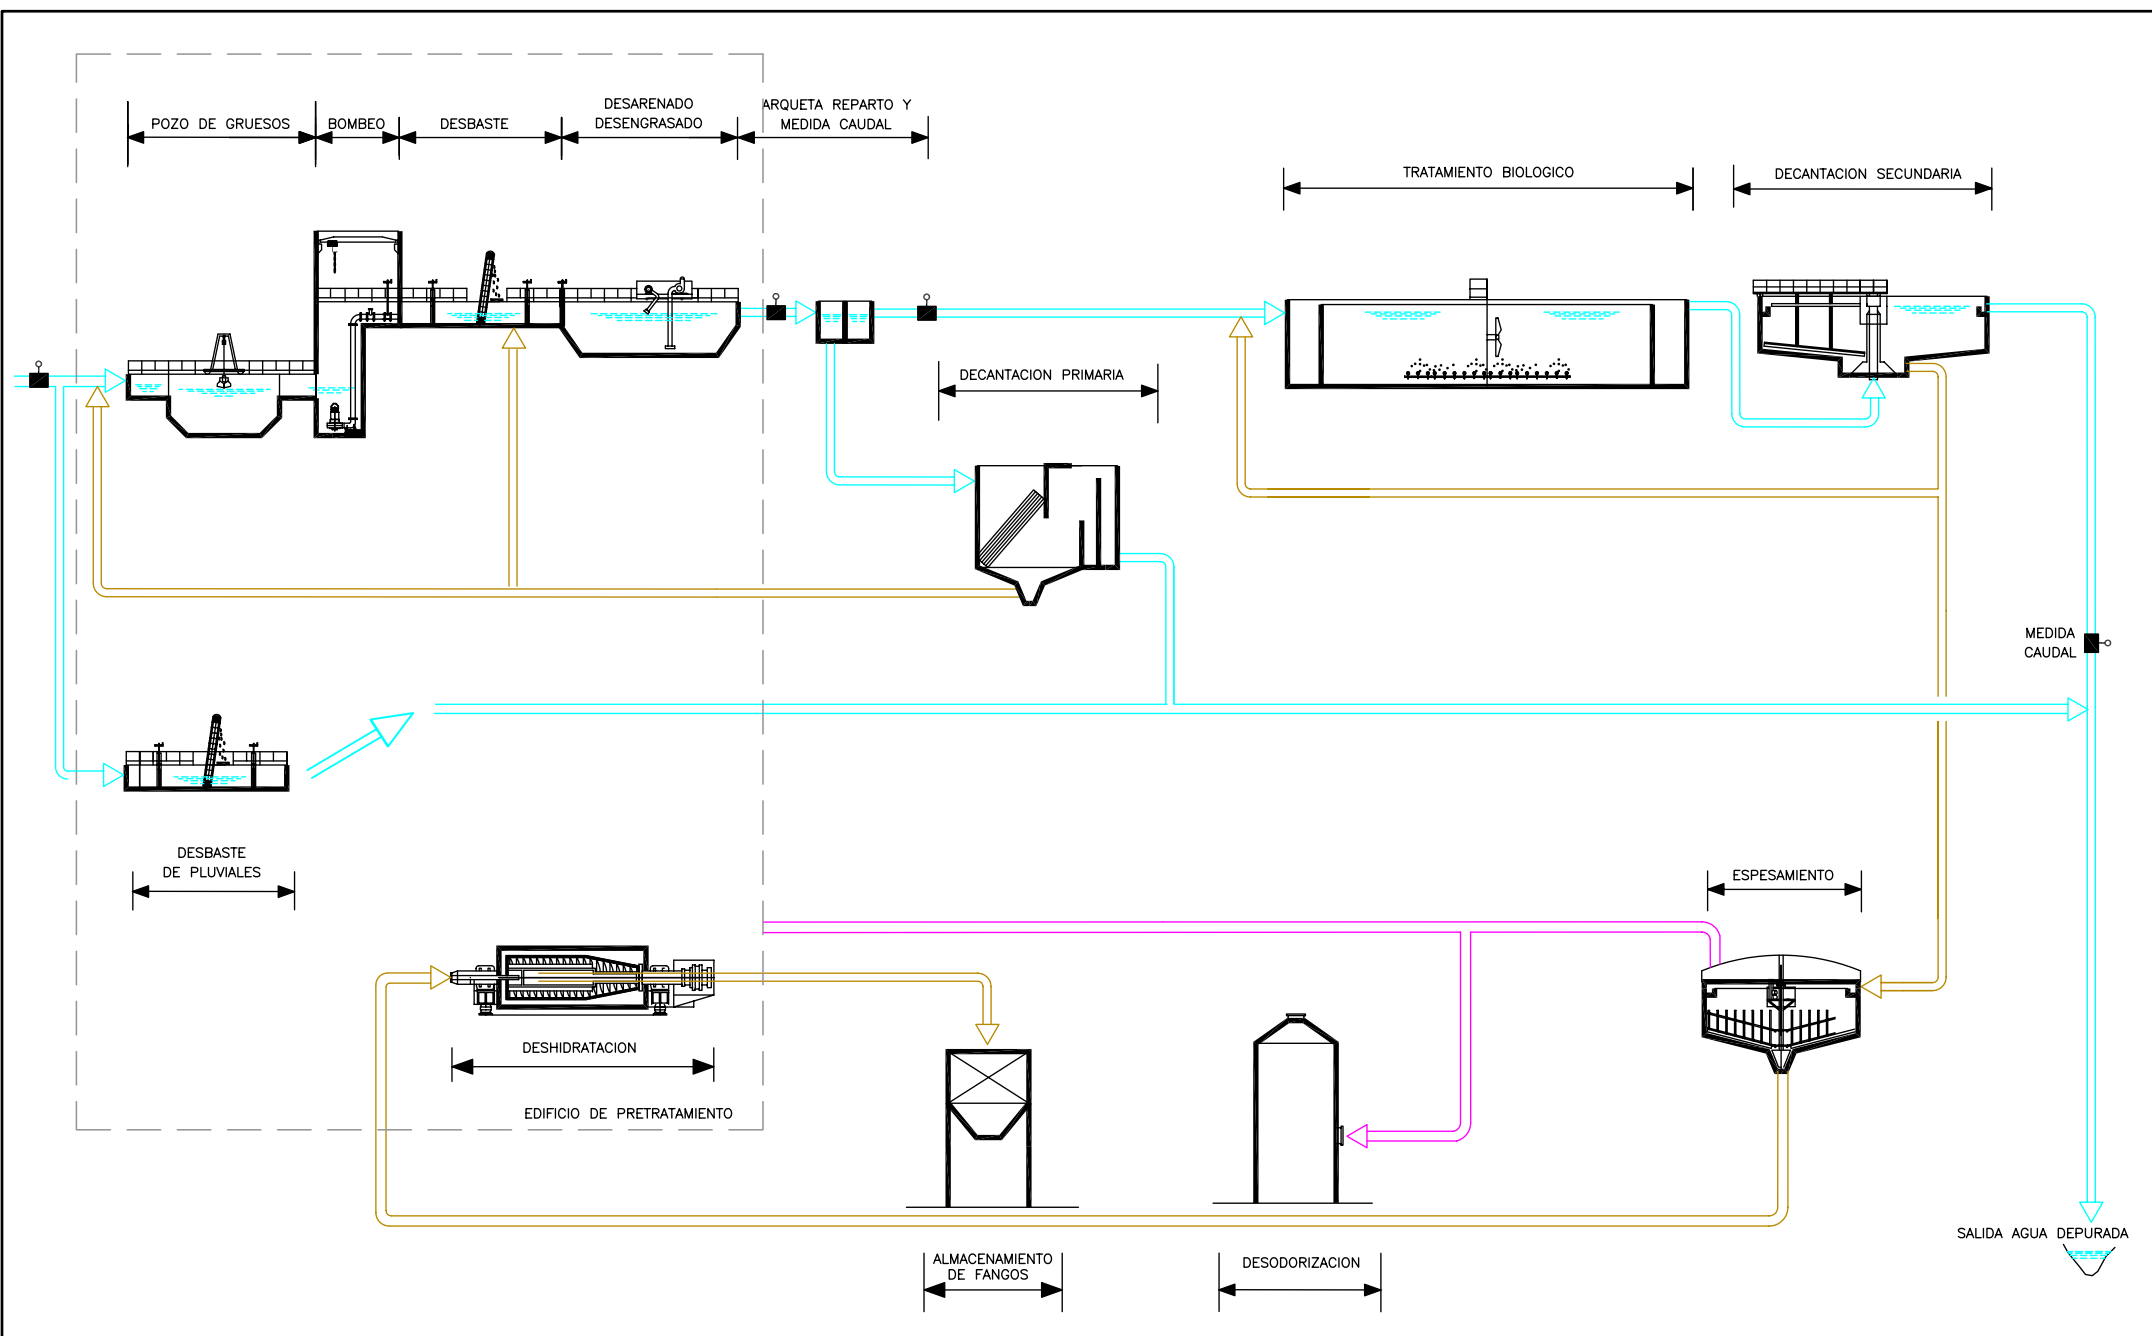 DESARENADO
DESENGRASADO
ARQUETA REPARTO Y
MEDIDA CAUDAL
POZO DE GRUESOS
BOMBEO
DESBASTE
TRATAMIENTO BIOLOGICO
DECANTACION SECUNDARIA
DECANTACION PRIMARIA
MEDIDA
CAUDAL
DESBASTE
DE PLUVIALES
ESPESAMIENTO
DESHIDRATACION
EDIFICIO DE PRETRATAMIENTO
SALIDA AGUA DEPURADA
ALMACENAMIENTO
DE FANGOS
DESODORIZACION